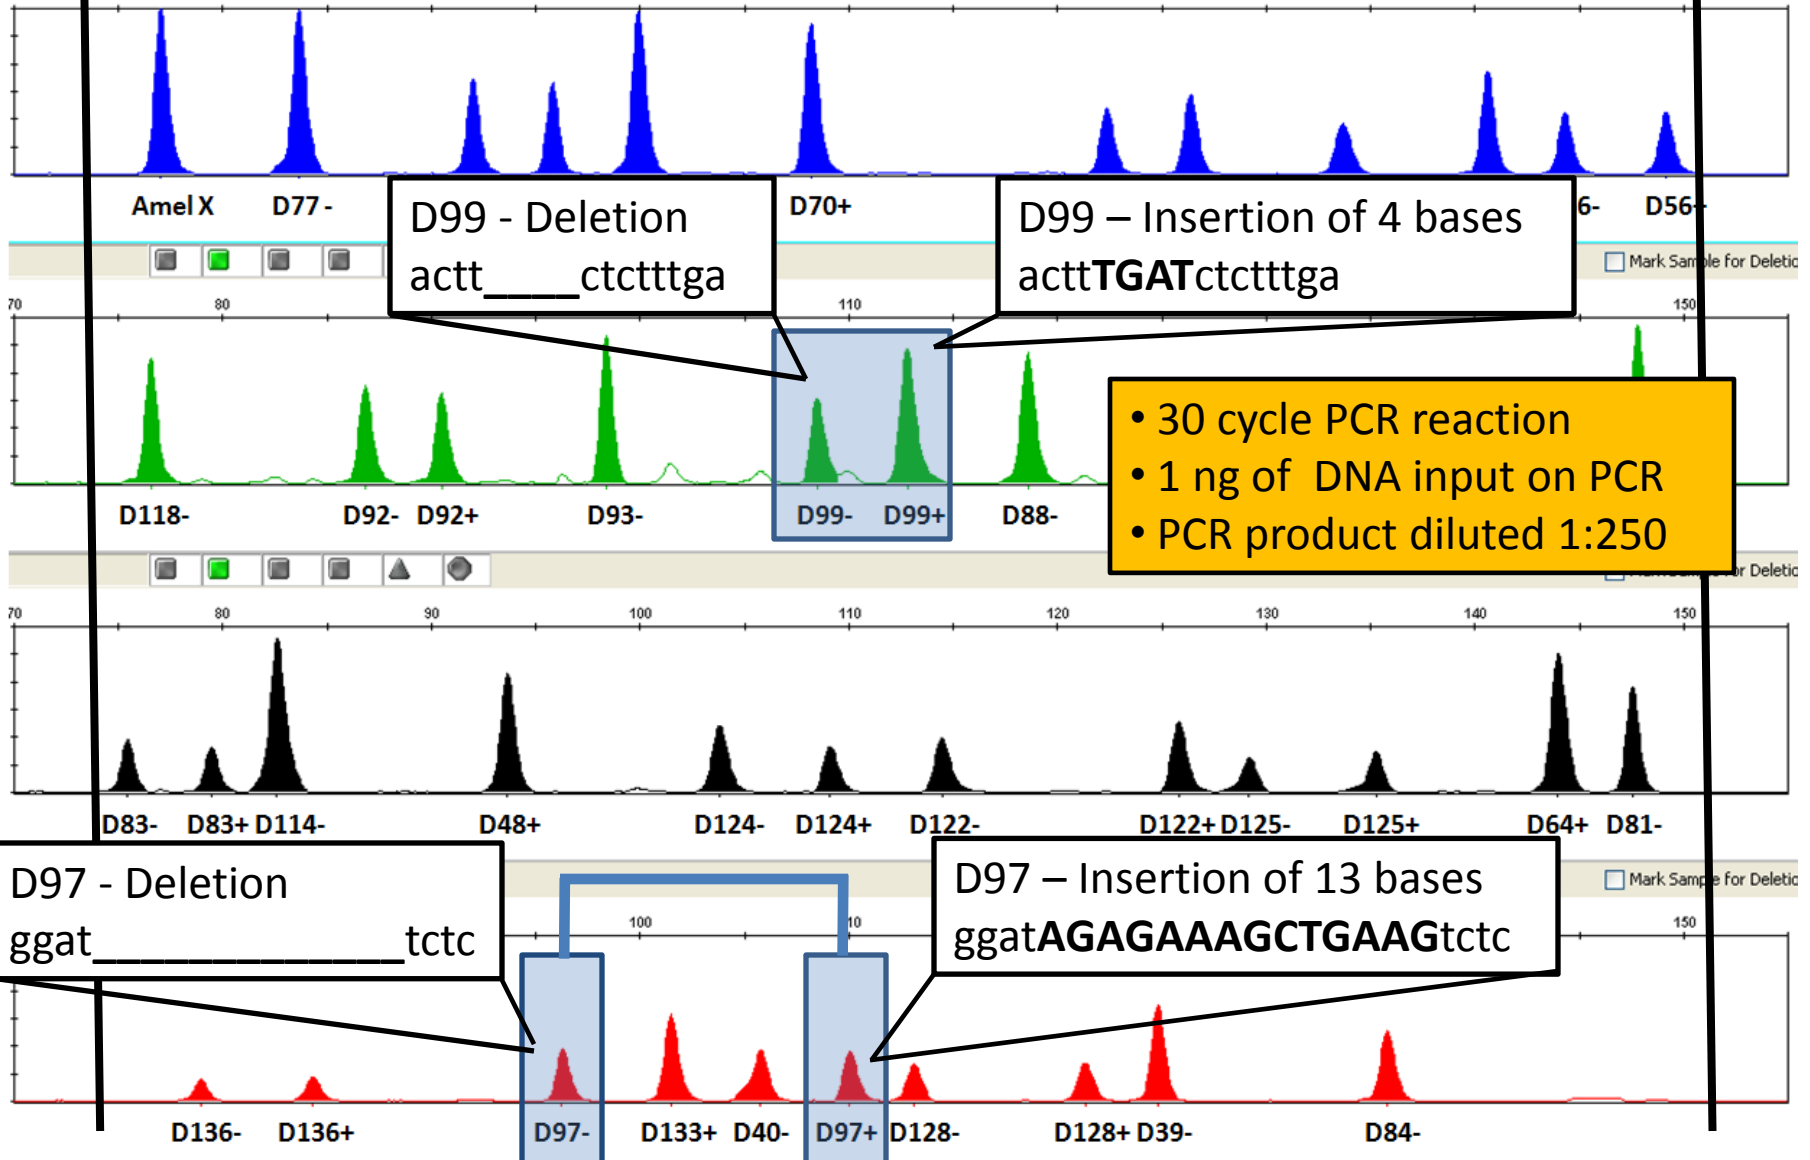 Amel X D77 - D70+ 6- D56+
D99 - Deletion
actt____ctctttga
D99 – Insertion of 4 bases
acttTGATctctttga
Mark Sample for Deletio
70 80 110 150
D118- D92- D92+ D93- D99- D99+ D88-
• 30 cycle PCR reaction
• 1 ng of DNA input on PCR
• PCR product diluted 1:250
for Deletio
70 80 90 100 110 120 130 140 150
D83- D83+ D114- D48+ D124- D124+ D122- D122+ D125- D125+ D64+ D81-
D97 - Deletion
ggat_____________tctc
D97 – Insertion of 13 bases
ggatAGAGAAAGCTGAAGtctc
Mark Sample for Deletio
100 10 150
D136- D136+ D97- D133+ D40- D97+ D128- D128+ D39- D84-